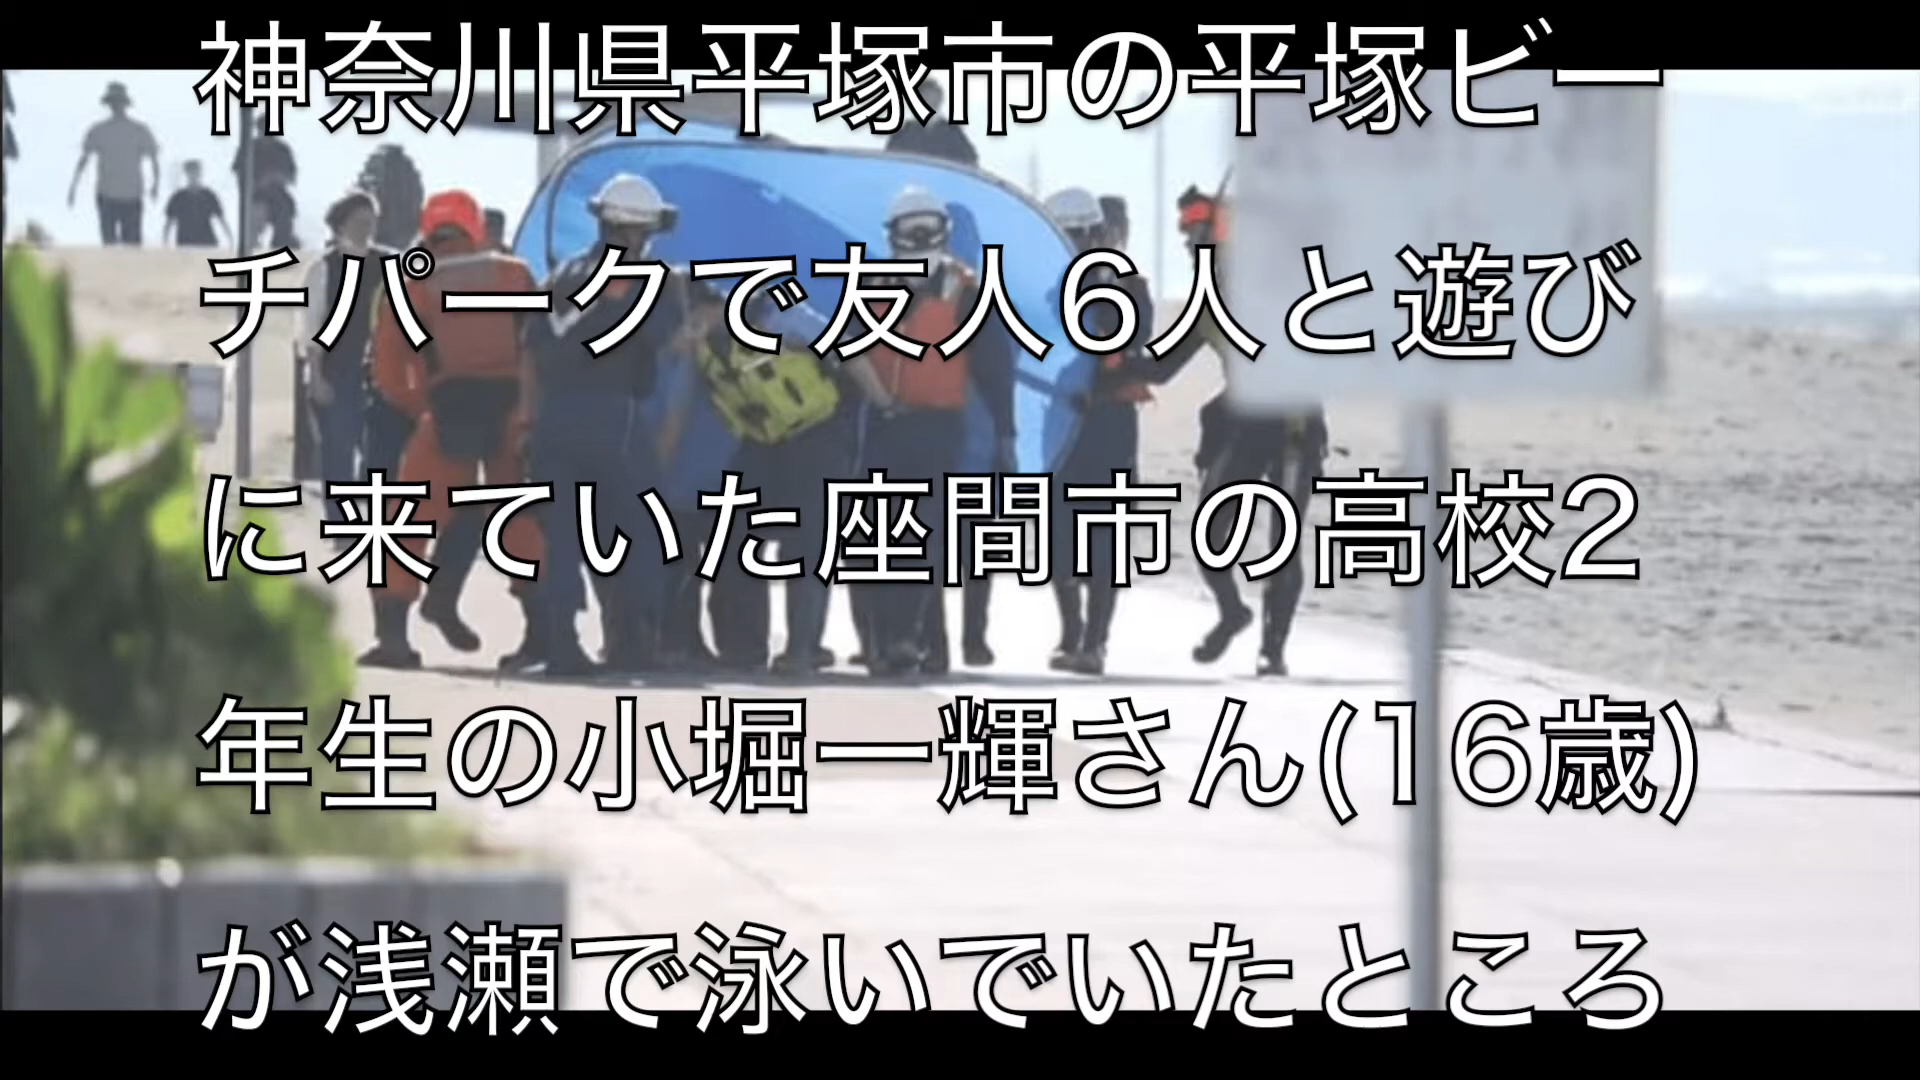 神奈川県平塚市の平塚ビー
チパークで友人6人と遊び
に来ていた座間市の高校2
年生の小堀一輝さん(16歳)
が浅瀬で泳いでいたところ